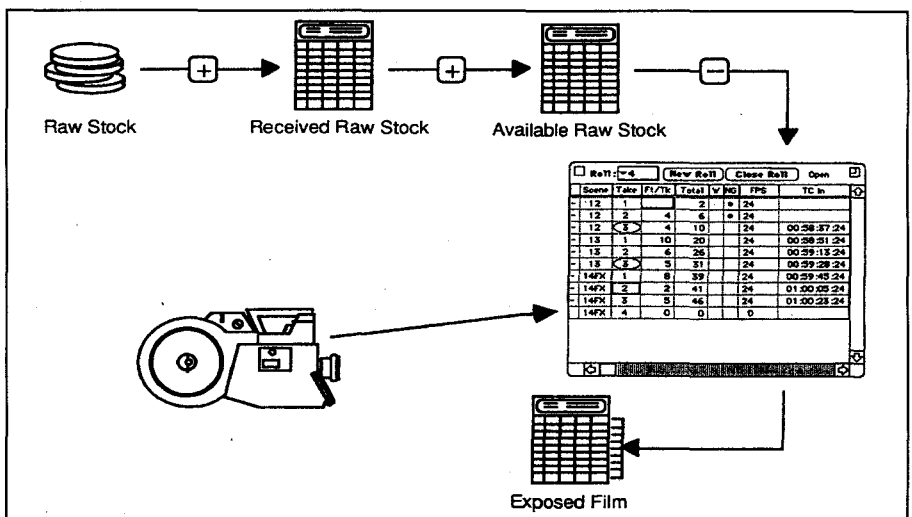 Raw Stock
Received Raw Stock
Available Raw Stock
Roll: 4 New Roll Close Roll Open
Scene Take Ft/Tk Total V NG FPS TC In
12 1 2 • 24
12 2 4 6 • 24
12 3 4 10 24 00:58:37:24
13 1 10 20 24 00:58:51:24
13 2 6 26 24 00:59:13:24
13 3 5 31 24 00:59:28:24
14FX 1 8 39 24 00:59:45:24
14FX 2 2 41 24 01:00:05:24
14FX 3 5 46 24 01:00:23:24
14FX 4 0 0 0
Exposed Film